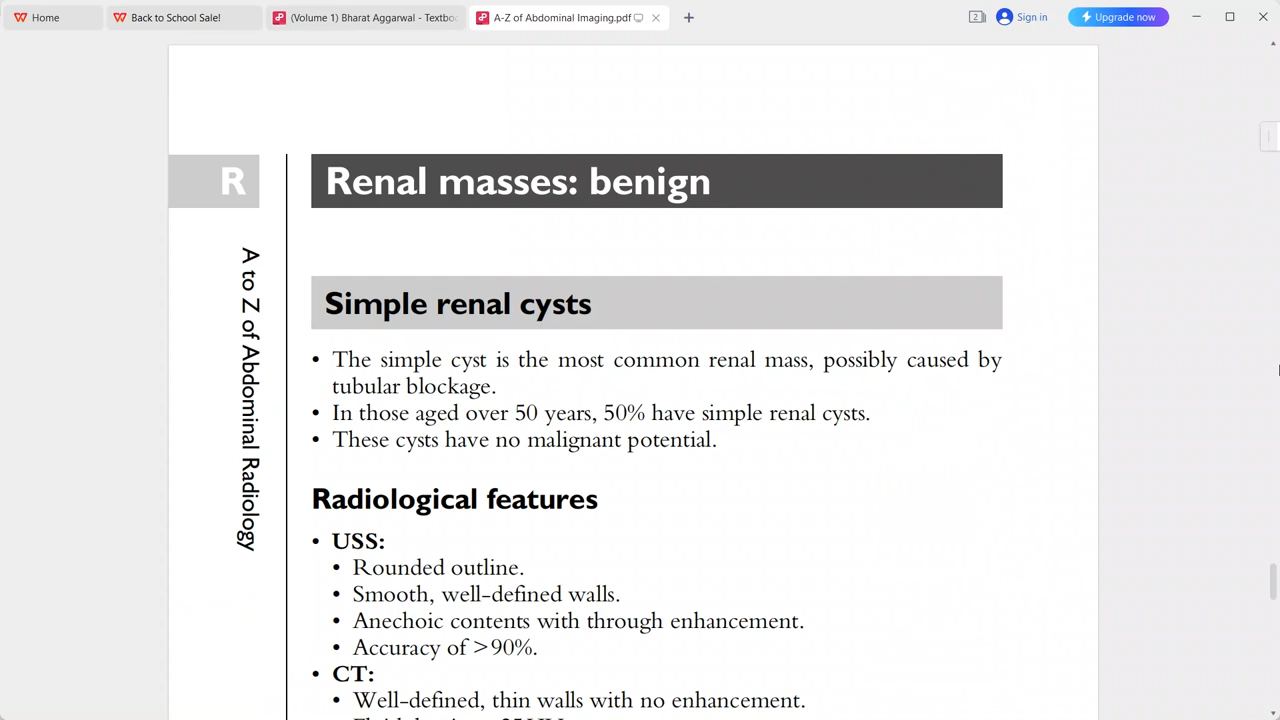 Home
Back to School Sale
(Volume 1) Bharat Aggarwal - Textbo
A-Z of Abdominal Imaging.pdf
2
Sign in
Upgrade now
R
Renal masses: benign
A to Z of Abdominal Radiology
Simple renal cysts
• The simple cyst is the most common renal mass, possibly caused by
tubular blockage.
• In those aged over 50 years, 50% have simple renal cysts.
• These cysts have no malignant potential.
Radiological features
• USS:
• Rounded outline.
• Smooth, well-defined walls.
• Anechoic contents with through enhancement.
• Accuracy of >90%.
• CT:
• Well-defined, thin walls with no enhancement.